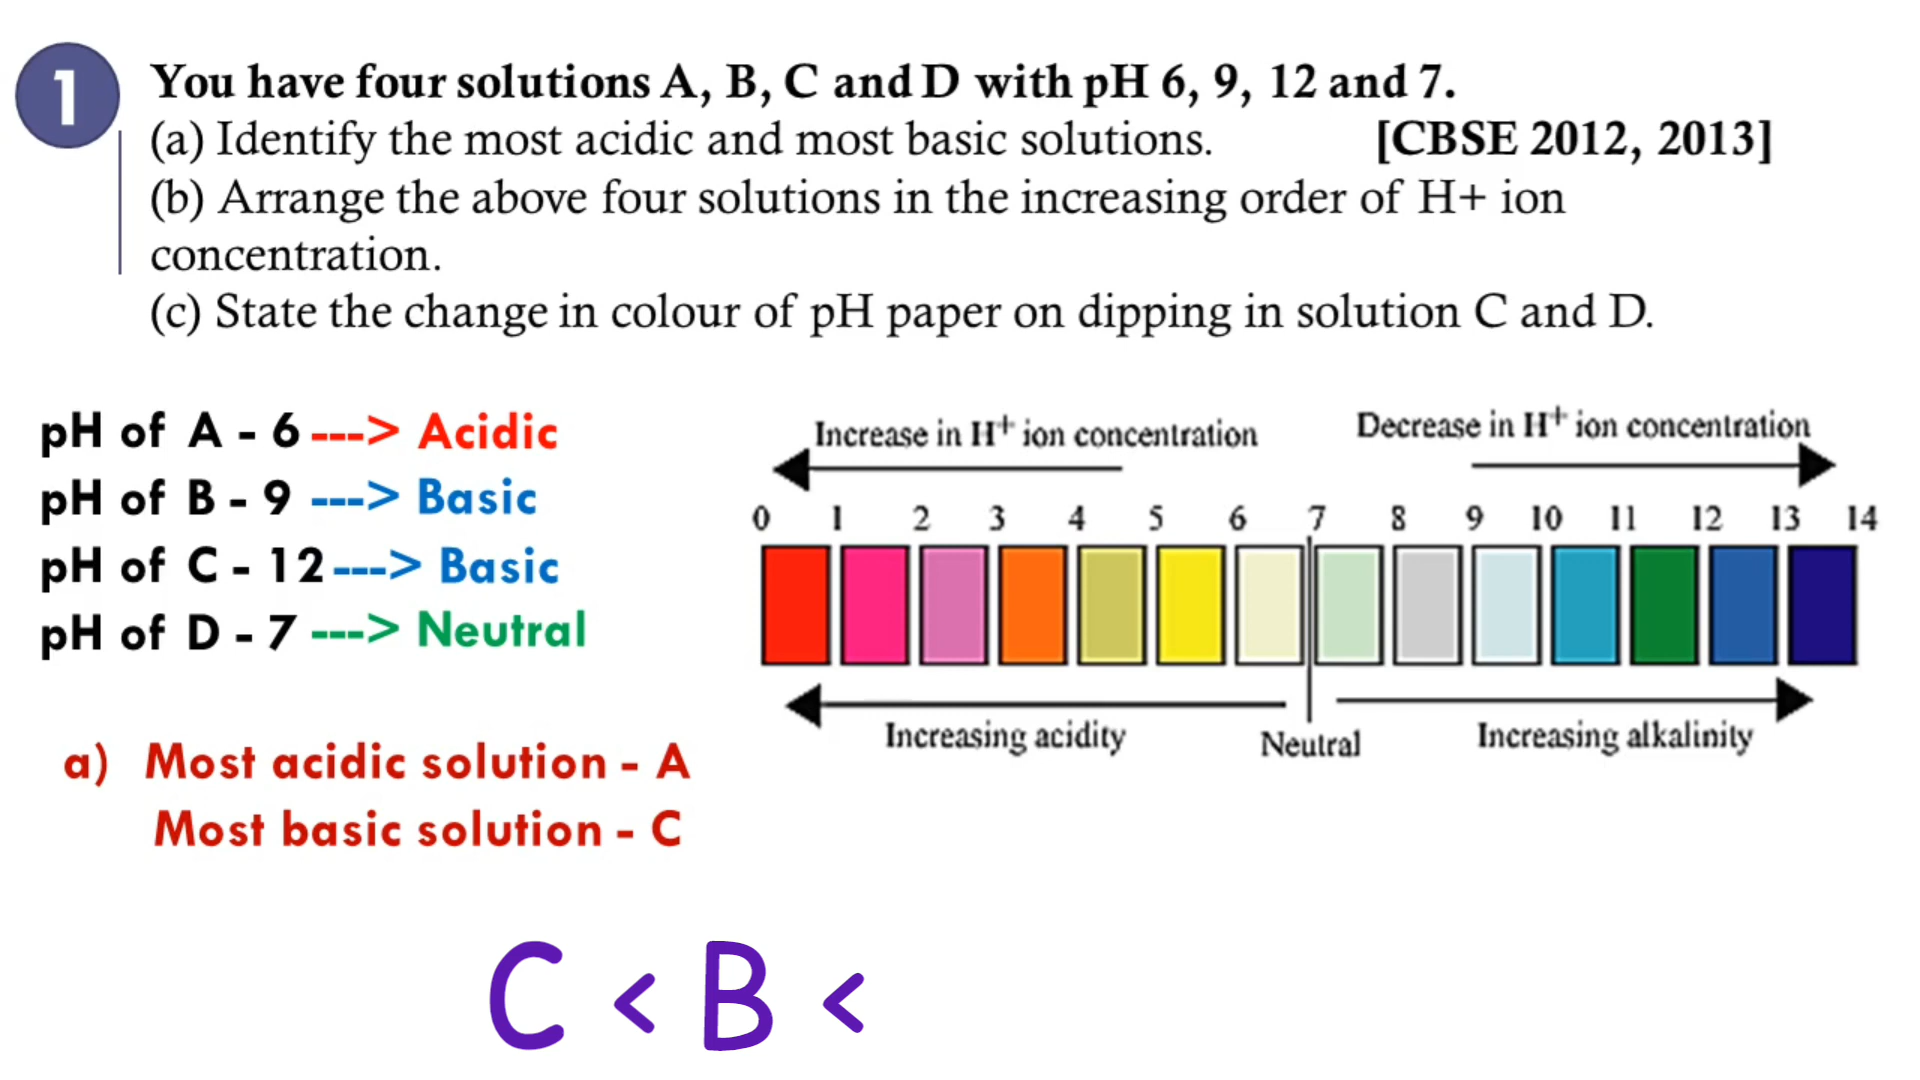 1
You have four solutions A, B, C and D with pH 6, 9, 12 and 7.
(a) Identify the most acidic and most basic solutions. [CBSE 2012, 2013]
(b) Arrange the above four solutions in the increasing order of H+ ion
concentration.
(c) State the change in colour of pH paper on dipping in solution C and D.
pH of A - 6 ---> Acidic
pH of B - 9 ---> Basic
pH of C - 12 ---> Basic
pH of D - 7 ---> Neutral
a) Most acidic solution - A
Most basic solution - C
Increase in H⁺ ion concentration
Decrease in H⁺ ion concentration
0 1 2 3 4 5 6 7 8 9 10 11 12 13 14
Increasing acidity
Neutral
Increasing alkalinity
C < B <